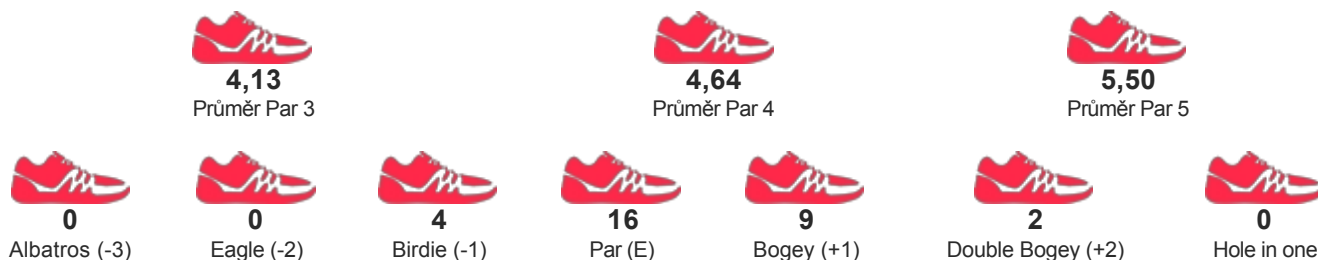 4,13 4,64 5,50
Průměr Par 3 Průměr Par 4 Průměr Par 5
0 0 4 16 9 2 0
Albatros (-3) Eagle (-2) Birdie (-1) Par (E) Bogey (+1) Double Bogey (+2) Hole in one